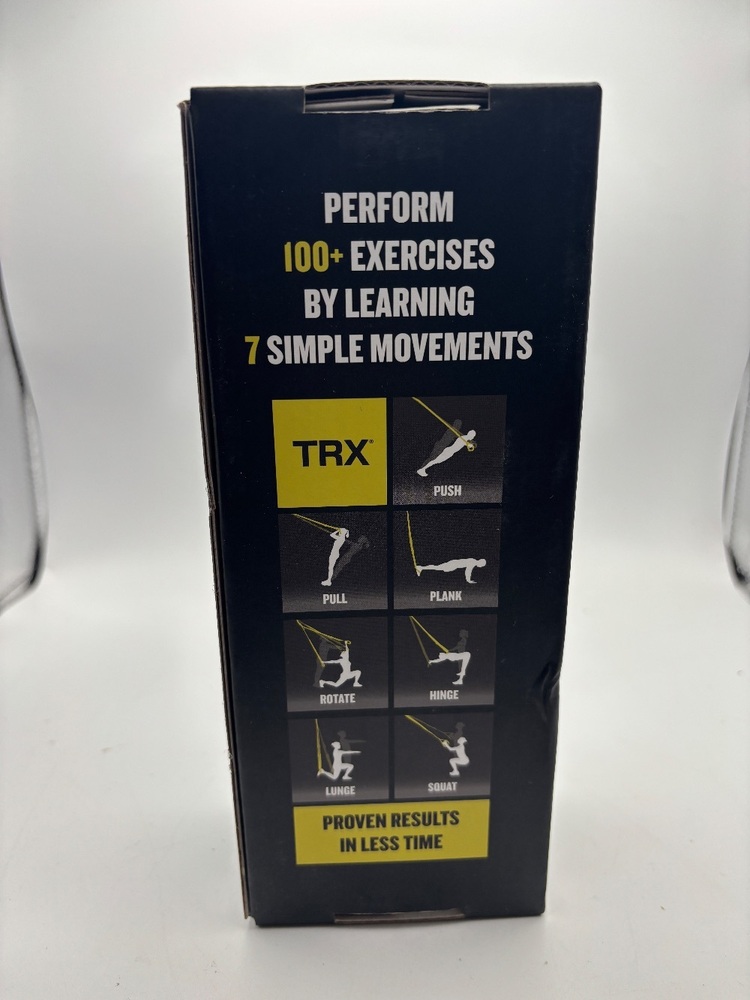 PERFORM
100+ EXERCISES
BY LEARNING
7 SIMPLE MOVEMENTS
TRX®
PUSH
PULL
PLANK
ROTATE
HINGE
LUNGE
SQUAT
PROVEN RESULTS
IN LESS TIME